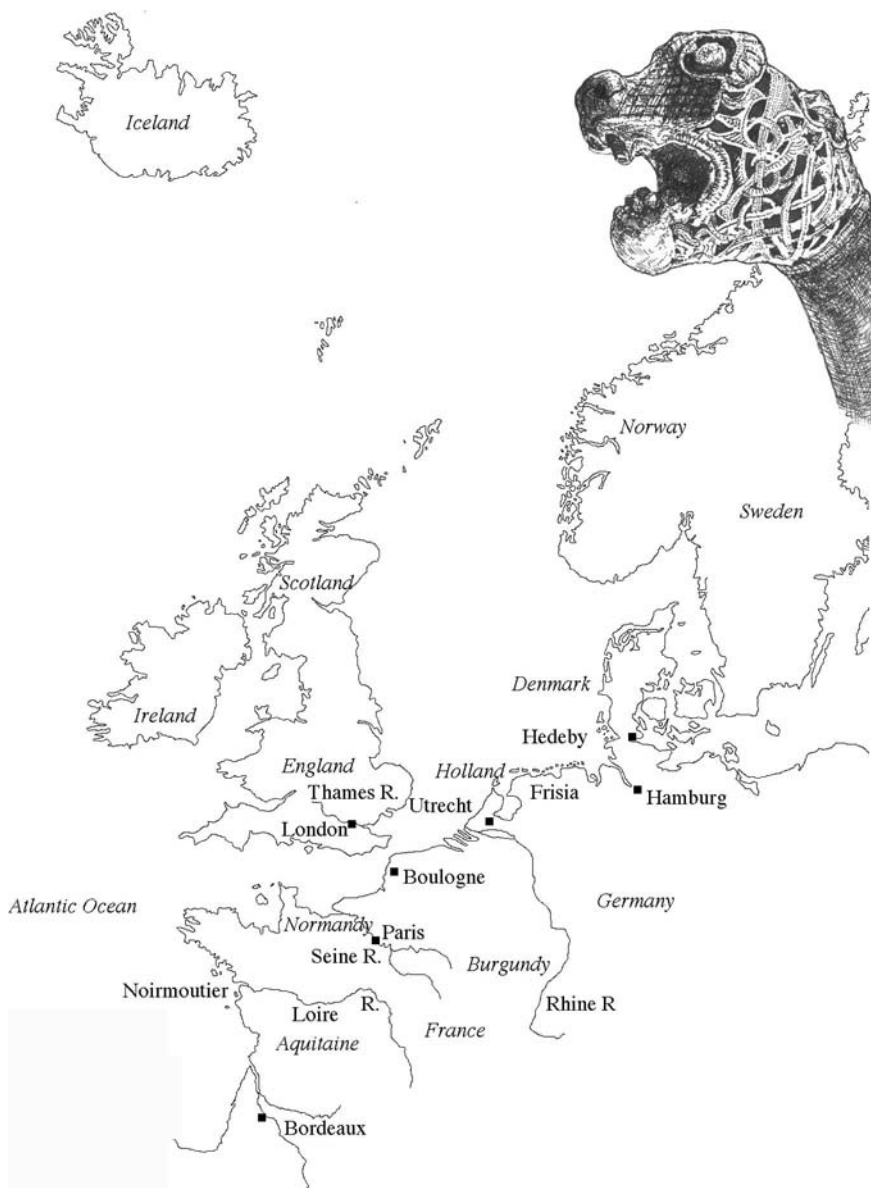 Iceland
Norway
Sweden
Scotland
Denmark
Ireland
Hedeby
England
Holland
Thames R.
Utrecht
Frisia
Hamburg
London
Boulogne
Atlantic Ocean
Germany
Normandy
Paris
Seine R.
Burgundy
Noirmoutier
Loire R.
Rhine R
France
Aquitaine
Bordeaux